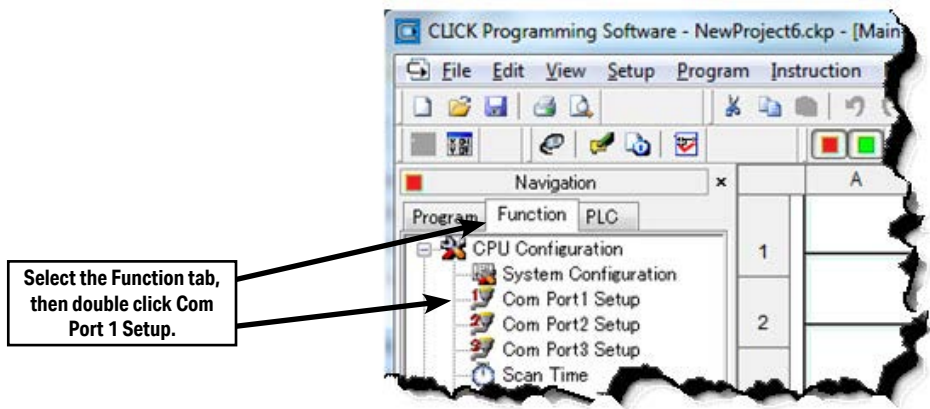 CLICK Programming Software - NewProject6.ckp - [Main
File Edit View Setup Program Instruction
Navigation
A
Program Function PLC
CPU Configuration
1
System Configuration
Select the Function tab,
then double click Com
Port 1 Setup.
Com Port1 Setup
Com Port2 Setup
2
Com Port3 Setup
Scan Time